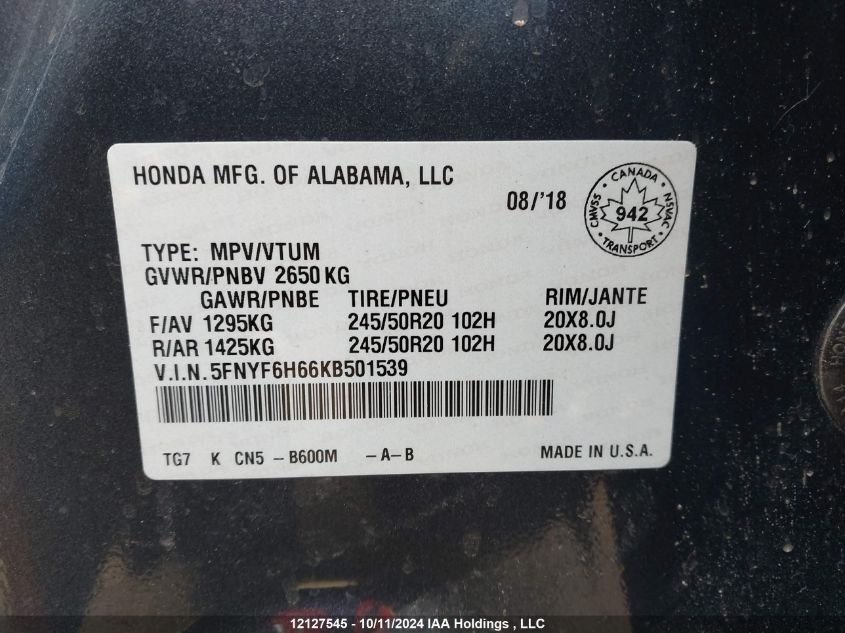 HONDA MFG. OF ALABAMA, LLC
08/'18
CANADA
CMVSS
942
NSVAC
TRANSPORT
TYPE: MPV/VTUM
GVWR/PNBV 2650 KG
GAWR/PNBE TIRE/PNEU RIM/JANTE
F/AV 1295KG 245/50R20 102H 20X8.0J
R/AR 1425KG 245/50R20 102H 20X8.0J
V.I.N. 5FNYF6H66KB501539
TG7 K CN5 - B600M - A- B MADE IN U.S.A.
12127545 - 10/11/2024 IAA Holdings , LLC